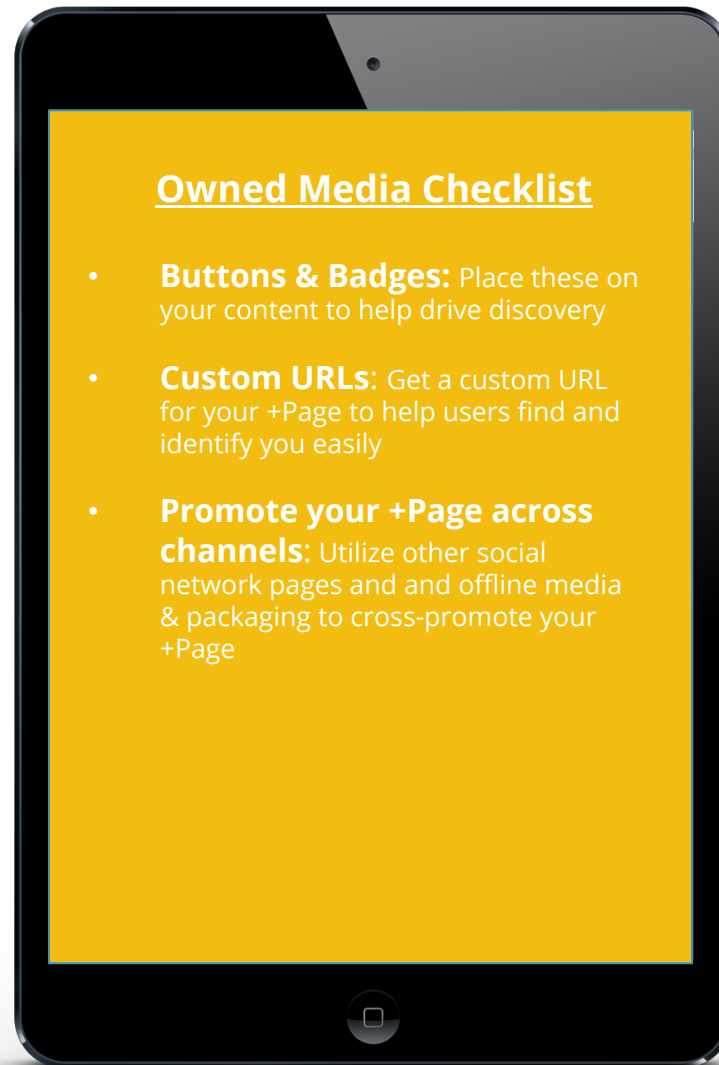 Owned Media Checklist
• Buttons & Badges: Place these on
your content to help drive discovery
• Custom URLs: Get a custom URL
for your +Page to help users find and
identify you easily
• Promote your +Page across
channels: Utilize other social
network pages and and offline media
& packaging to cross-promote your
+Page